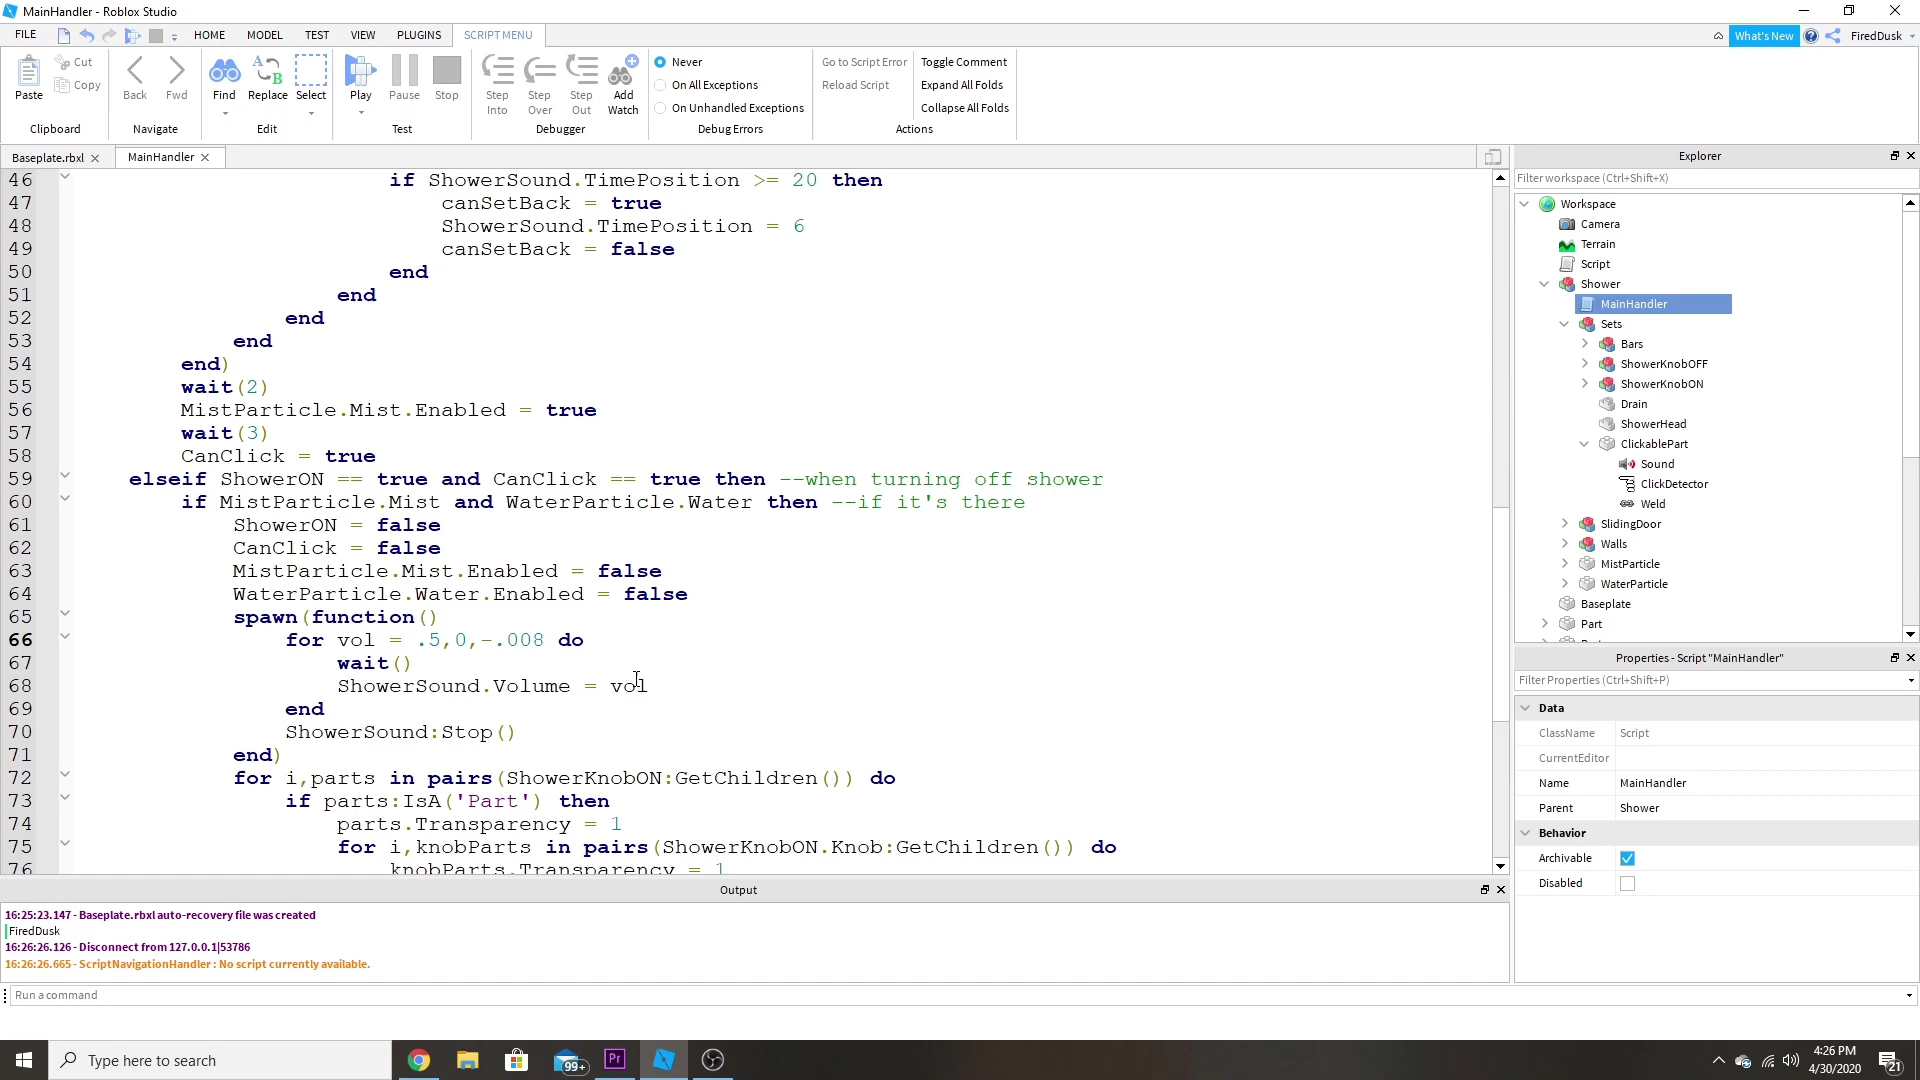 MainHandler - Roblox Studio
FILE HOME MODEL TEST VIEW PLUGINS SCRIPT MENU What's New FiredDusk
Paste
Cut
Copy
Clipboard
Back Fwd
Navigate
Find Replace Select
Edit
Play Pause Stop
Test
Step Into
Step Over
Step Out
Add Watch
Debugger
Never
On All Exceptions
On Unhandled Exceptions
Debug Errors
Go to Script Error
Reload Script
Toggle Comment
Expand All Folds
Collapse All Folds
Actions
Baseplate.rbxl MainHandler
46 if ShowerSound.TimePosition >= 20 then
47 canSetBack = true
48 ShowerSound.TimePosition = 6
49 canSetBack = false
50 end
51 end
52 end
53 end
54 end)
55 wait(2)
56 MistParticle.Mist.Enabled = true
57 wait(3)
58 CanClick = true
59 elseif ShowerON == true and CanClick == true then --when turning off shower
60 if MistParticle.Mist and WaterParticle.Water then --if it's there
61 ShowerON = false
62 CanClick = false
63 MistParticle.Mist.Enabled = false
64 WaterParticle.Water.Enabled = false
65 spawn(function()
66 for vol = .5,0,-.008 do
67 wait()
68 ShowerSound.Volume = vol
69 end
70 ShowerSound:Stop()
71 end)
72 for i,parts in pairs(ShowerKnobON:GetChildren()) do
73 if parts:IsA('Part') then
74 parts.Transparency = 1
75 for i,knobParts in pairs(ShowerKnobON.Knob:GetChildren()) do
76 knobParts.Transparency = 1
Explorer
Filter workspace (Ctrl+Shift+X)
Workspace
Camera
Terrain
Script
Shower
MainHandler
Sets
Bars
ShowerKnobOFF
ShowerKnobON
Drain
ShowerHead
ClickablePart
Sound
ClickDetector
Weld
SlidingDoor
Walls
MistParticle
WaterParticle
Baseplate
Part
Properties - Script "MainHandler"
Filter Properties (Ctrl+Shift+P)
Data
ClassName Script
CurrentEditor
Name MainHandler
Parent Shower
Behavior
Archivable
Disabled
Output
16:25:23.147 - Baseplate.rbxl auto-recovery file was created
FiredDusk
16:26:26.126 - Disconnect from 127.0.0.1|53786
16:26:26.665 - ScriptNavigationHandler : No script currently available.
Run a command
Type here to search
99+
Pr
4:26 PM
4/30/2020
21